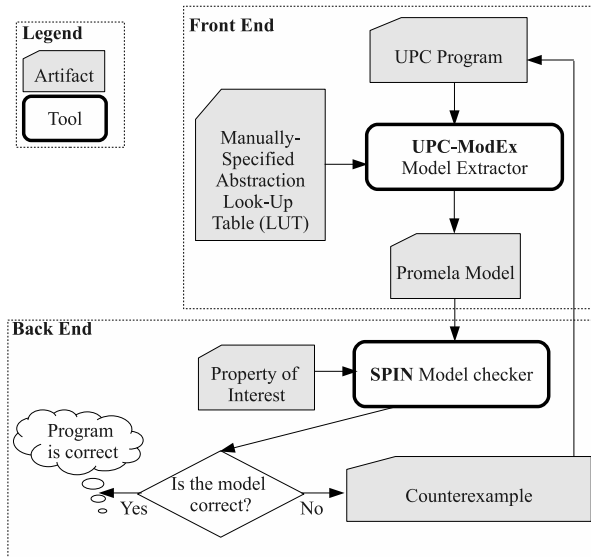 Legend
Artifact
Tool
Front End
UPC Program
Manually-
Specified
Abstraction
Look-Up
Table (LUT)
UPC-ModEx
Model Extractor
Promela Model
Back End
Property of
Interest
SPIN Model checker
Program
is correct
Is the model
correct?
Yes
No
Counterexample